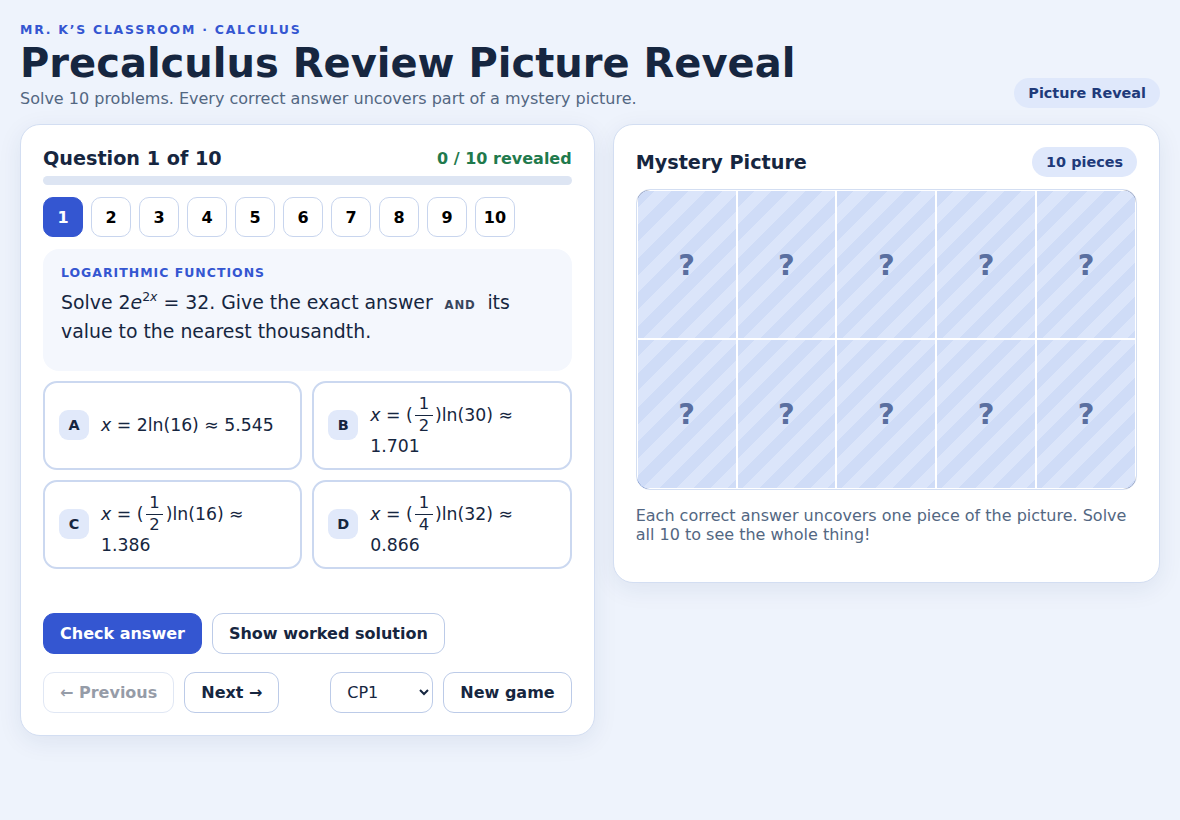 MR. K’S CLASSROOM · CALCULUS
Precalculus Review Picture Reveal
Solve 10 problems. Every correct answer uncovers part of a mystery picture.
Picture Reveal
Question 1 of 10
0 / 10 revealed
1 2 3 4 5 6 7 8 9 10
LOGARITHMIC FUNCTIONS
Solve 2e^{2x} = 32. Give the exact answer AND its
value to the nearest thousandth.
A x = 2ln(16) ≈ 5.545
B x = (1/2)ln(30) ≈
1.701
C x = (1/2)ln(16) ≈
1.386
D x = (1/4)ln(32) ≈
0.866
Check answer
Show worked solution
← Previous
Next →
CP1
New game
Mystery Picture
10 pieces
? ? ? ? ?
? ? ? ? ?
Each correct answer uncovers one piece of the picture. Solve
all 10 to see the whole thing!